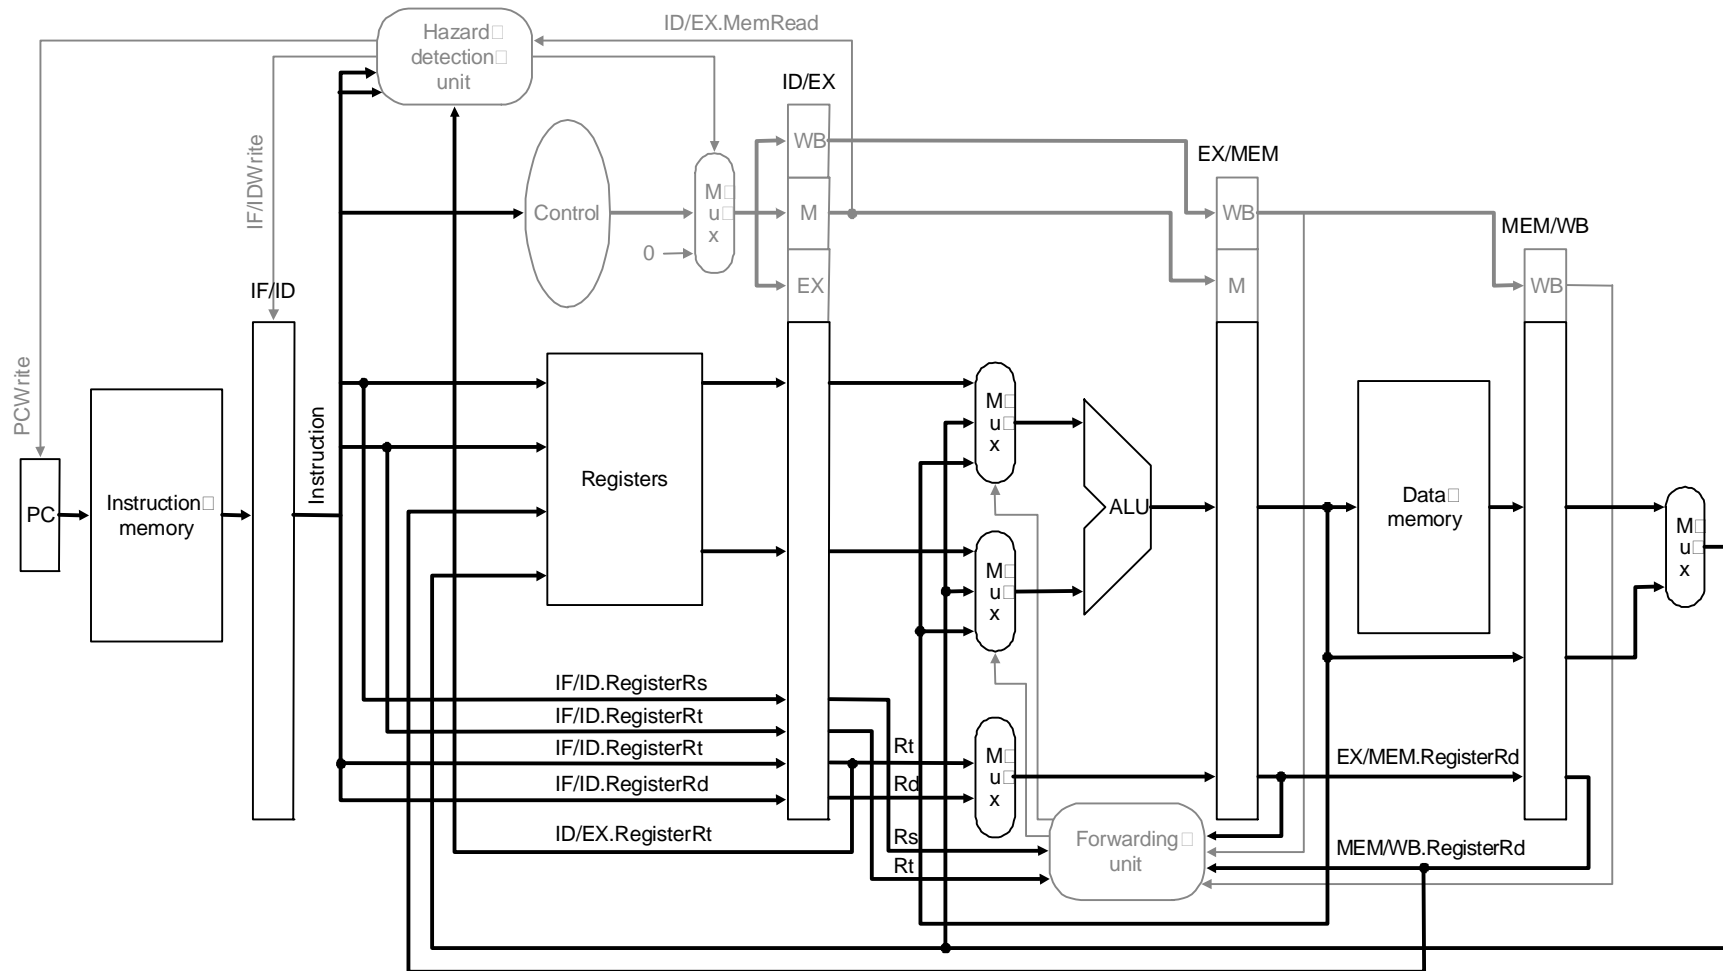 Hazard
detection
unit
ID/EX.MemRead
ID/EX
WB
M
EX
Control
M
u
x
0
IF/IDWrite
PCWrite
IF/ID
EX/MEM
WB
M
MEM/WB
WB
PC
Instruction
memory
Instruction
Registers
M
u
x
M
u
x
ALU
Data
memory
M
u
x
IF/ID.RegisterRs
IF/ID.RegisterRt
IF/ID.RegisterRt
IF/ID.RegisterRd
ID/EX.RegisterRt
Rt
Rd
Rs
Rt
M
u
x
Forwarding
unit
EX/MEM.RegisterRd
MEM/WB.RegisterRd